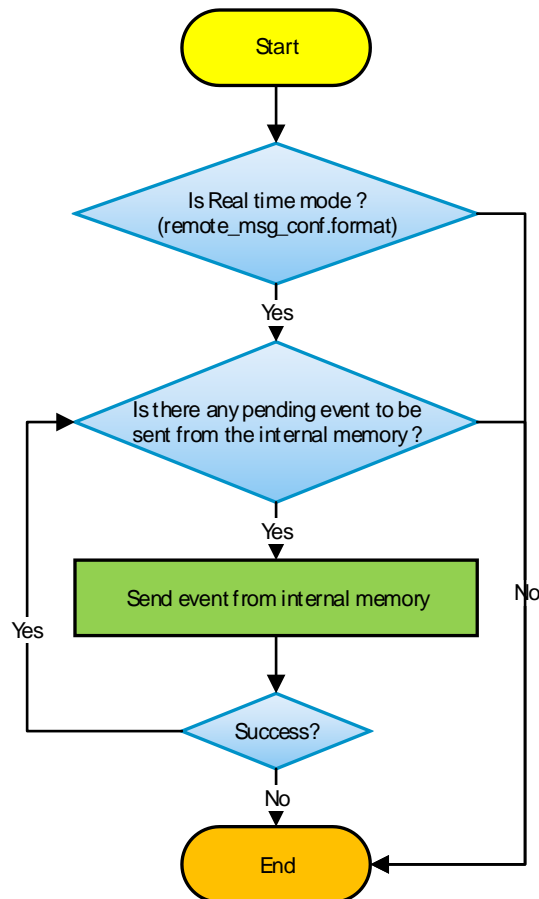 Start
Is Real time mode ?
(remote_msg_conf.format)
Yes
Is there any pending event to be
sent from the internal memory ?
Yes
Send event from internal memory
No
Yes
Success?
No
End